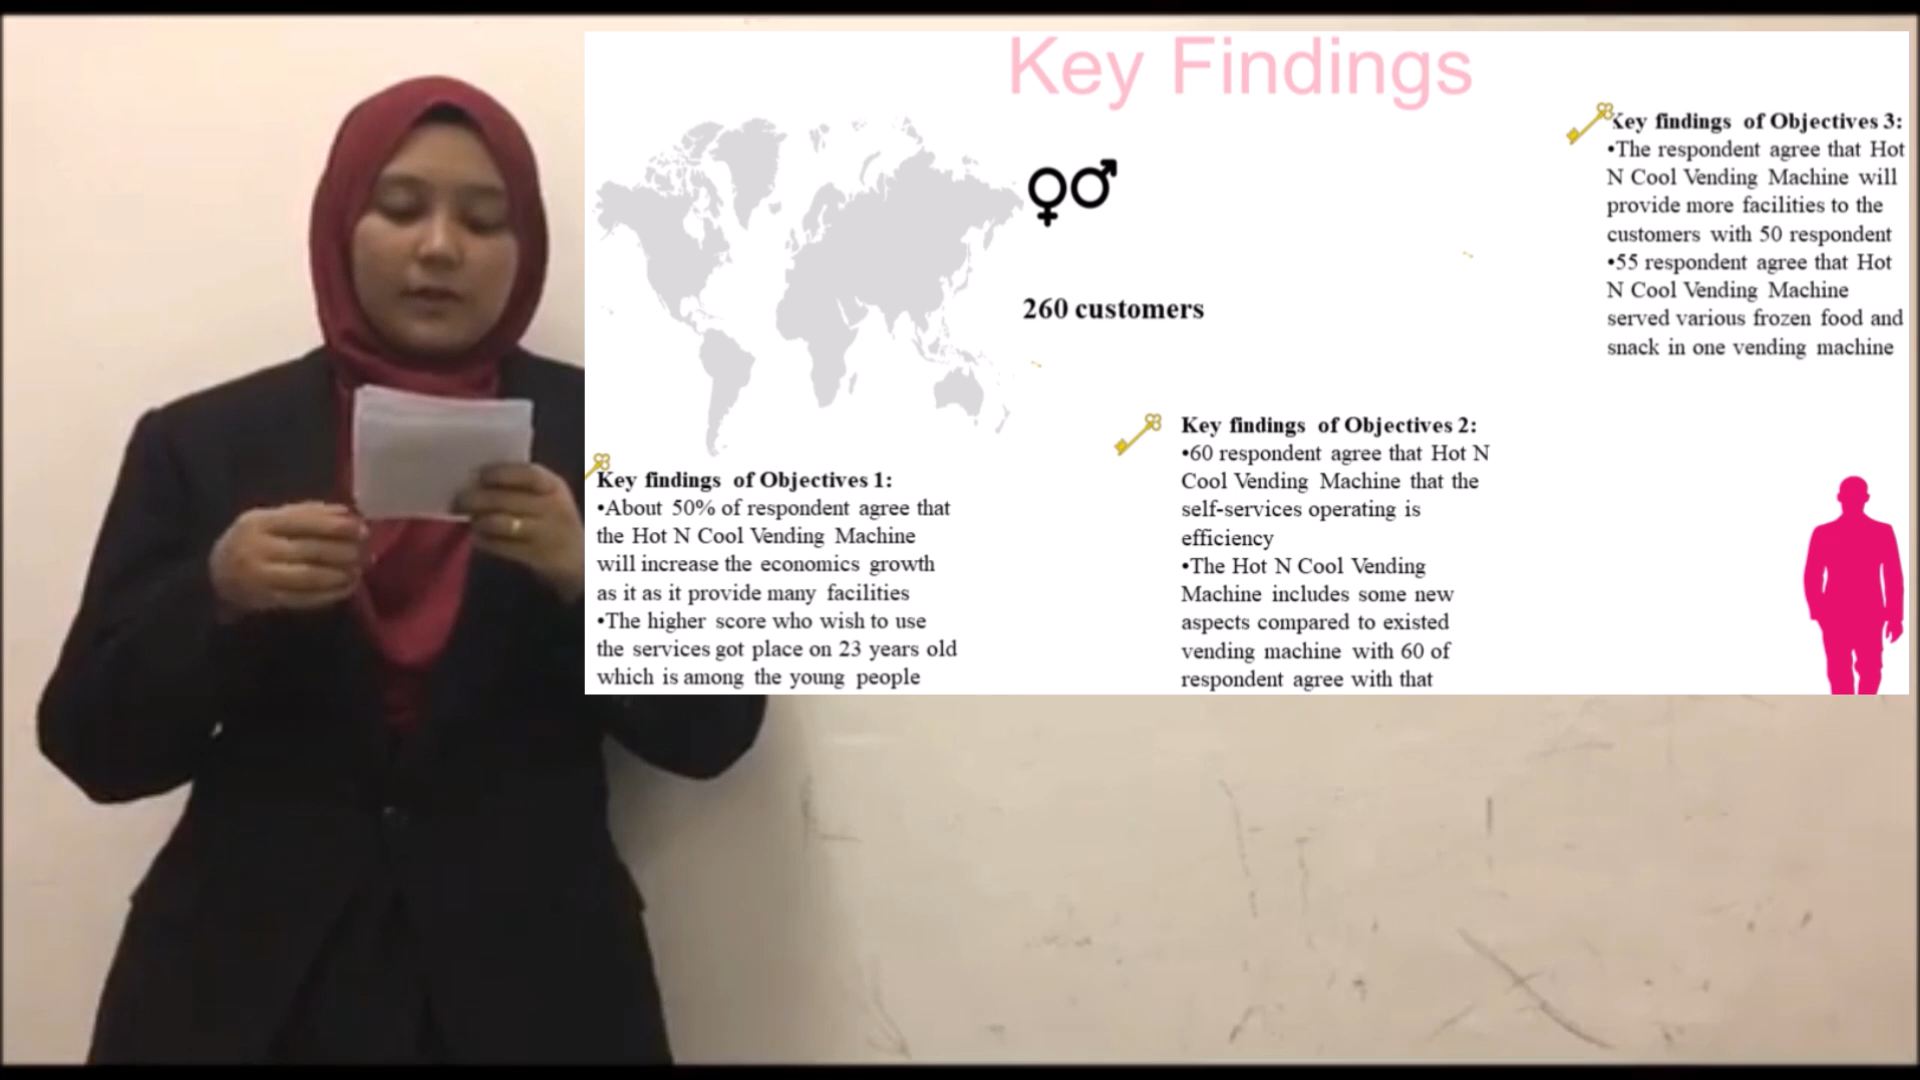 Key Findings
260 customers
Key findings of Objectives 1:
•About 50% of respondent agree that
the Hot N Cool Vending Machine
will increase the economics growth
as it as it provide many facilities
•The higher score who wish to use
the services got place on 23 years old
which is among the young people
Key findings of Objectives 2:
•60 respondent agree that Hot N
Cool Vending Machine that the
self-services operating is
efficiency
•The Hot N Cool Vending
Machine includes some new
aspects compared to existed
vending machine with 60 of
respondent agree with that
Key findings of Objectives 3:
•The respondent agree that Hot
N Cool Vending Machine will
provide more facilities to the
customers with 50 respondent
•55 respondent agree that Hot
N Cool Vending Machine
served various frozen food and
snack in one vending machine